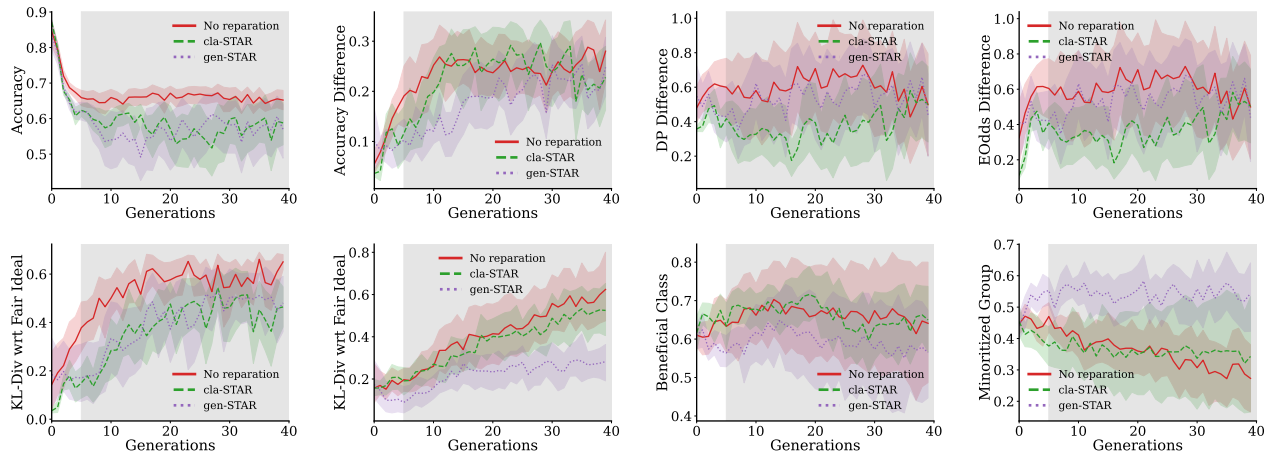 Accuracy
0.9
0.8
0.7
0.6
0.5
0 10 20 30 40
Generations
No reparation
cla-STAR
gen-STAR
Accuracy Difference
0.3
0.2
0.1
0 10 20 30 40
Generations
No reparation
cla-STAR
gen-STAR
DP Difference
1.0
0.8
0.6
0.4
0.2
0 10 20 30 40
Generations
No reparation
cla-STAR
gen-STAR
EOdds Difference
1.0
0.8
0.6
0.4
0.2
0 10 20 30 40
Generations
No reparation
cla-STAR
gen-STAR
KL-Div wrt Fair Ideal
0.6
0.4
0.2
0.0
0 10 20 30 40
Generations
No reparation
cla-STAR
gen-STAR
KL-Div wrt Fair Ideal
0.8
0.6
0.4
0.2
0 10 20 30 40
Generations
No reparation
cla-STAR
gen-STAR
Beneficial Class
0.8
0.7
0.6
0.5
0.4
0 10 20 30 40
Generations
No reparation
cla-STAR
gen-STAR
Minoritized Group
0.7
0.6
0.5
0.4
0.3
0.2
0 10 20 30 40
Generations
No reparation
cla-STAR
gen-STAR